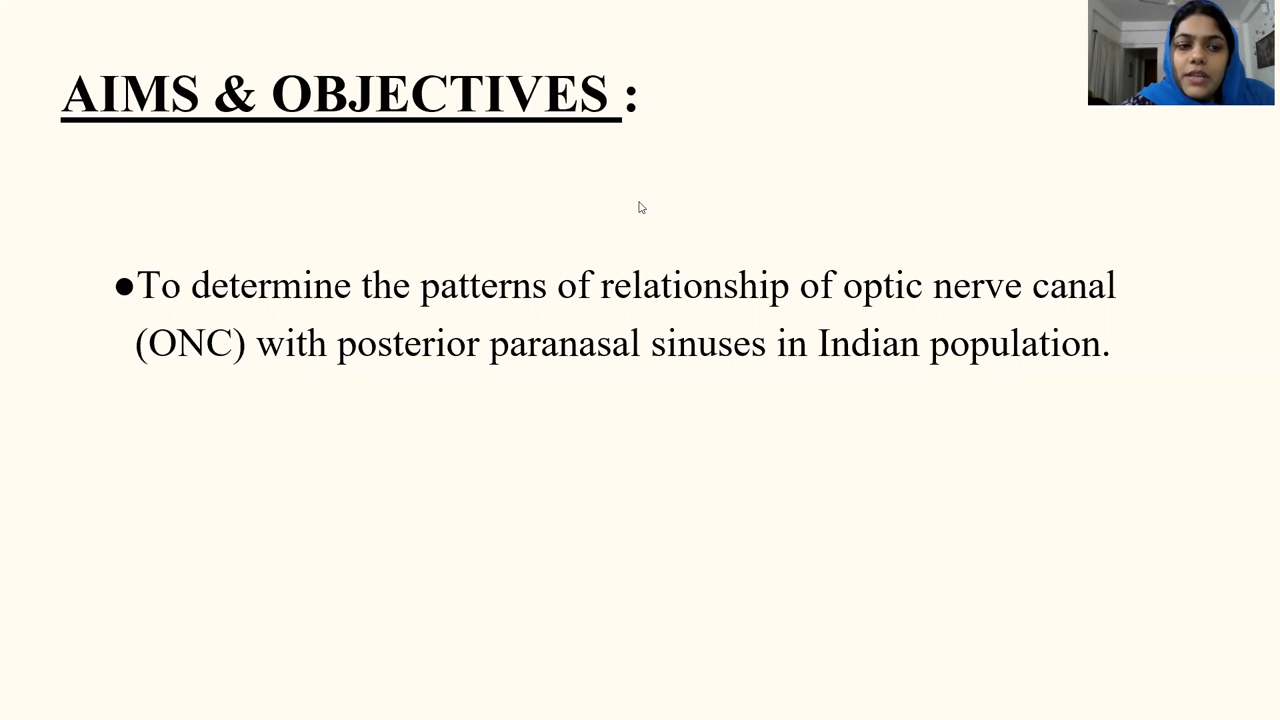 AIMS & OBJECTIVES :
●To determine the patterns of relationship of optic nerve canal
(ONC) with posterior paranasal sinuses in Indian population.